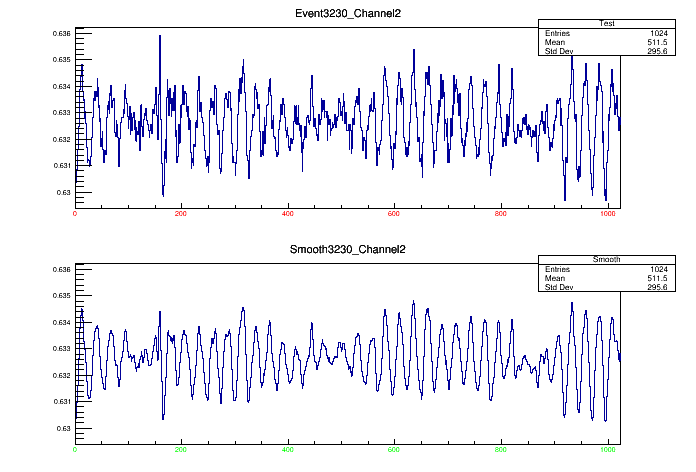 Event3230_Channel2
Test
Entries 1024
Mean 511.5
Std Dev 295.6
0.636
0.635
0.634
0.633
0.632
0.631
0.63
0 200 400 600 800 1000
Smooth3230_Channel2
Smooth
Entries 1024
Mean 511.5
Std Dev 295.6
0.636
0.635
0.634
0.633
0.632
0.631
0.63
0 200 400 600 800 1000